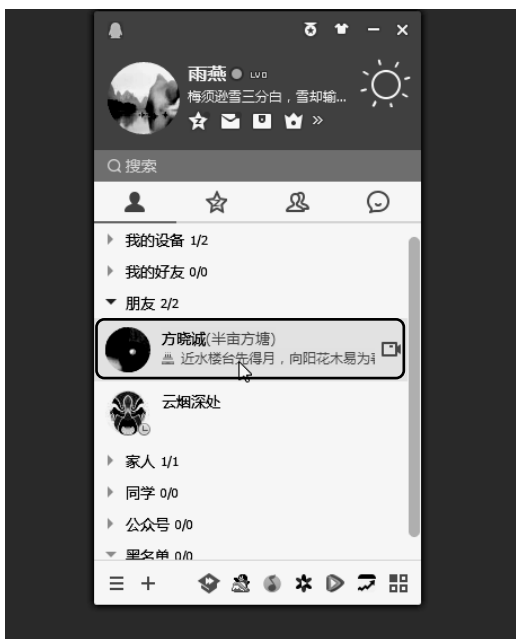 雨燕 LV0
梅须逊雪三分白，雪却输...
搜索
我的设备 1/2
我的好友 0/0
朋友 2/2
方晓诚(半亩方塘)
近水楼台先得月，向阳花木易为
云烟深处
家人 1/1
同学 0/0
公众号 0/0
黑名单 0/0